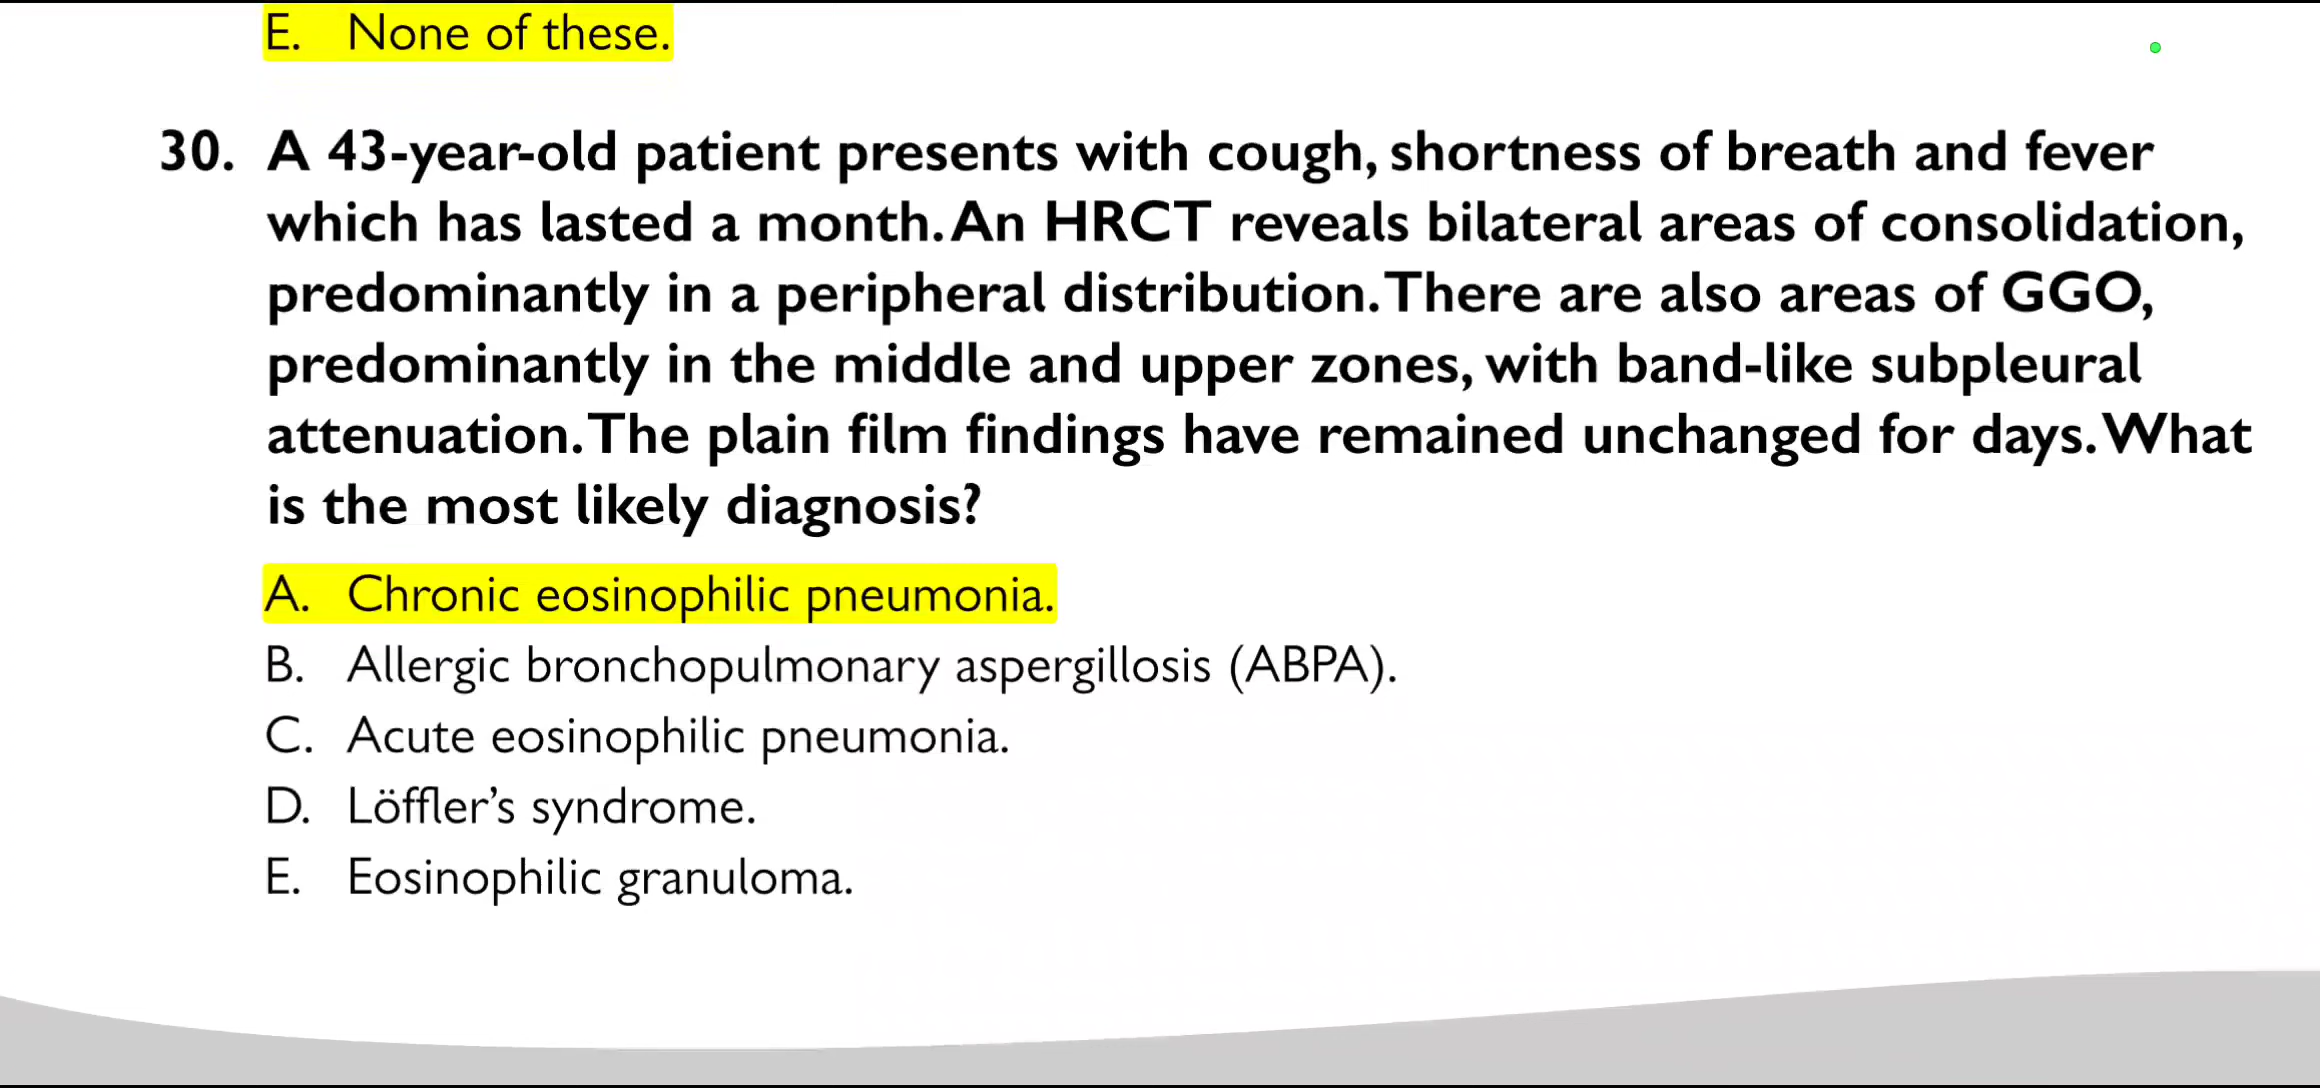 E. None of these.
30. A 43-year-old patient presents with cough, shortness of breath and fever
which has lasted a month. An HRCT reveals bilateral areas of consolidation,
predominantly in a peripheral distribution. There are also areas of GGO,
predominantly in the middle and upper zones, with band-like subpleural
attenuation. The plain film findings have remained unchanged for days. What
is the most likely diagnosis?
A. Chronic eosinophilic pneumonia.
B. Allergic bronchopulmonary aspergillosis (ABPA).
C. Acute eosinophilic pneumonia.
D. Löffler’s syndrome.
E. Eosinophilic granuloma.